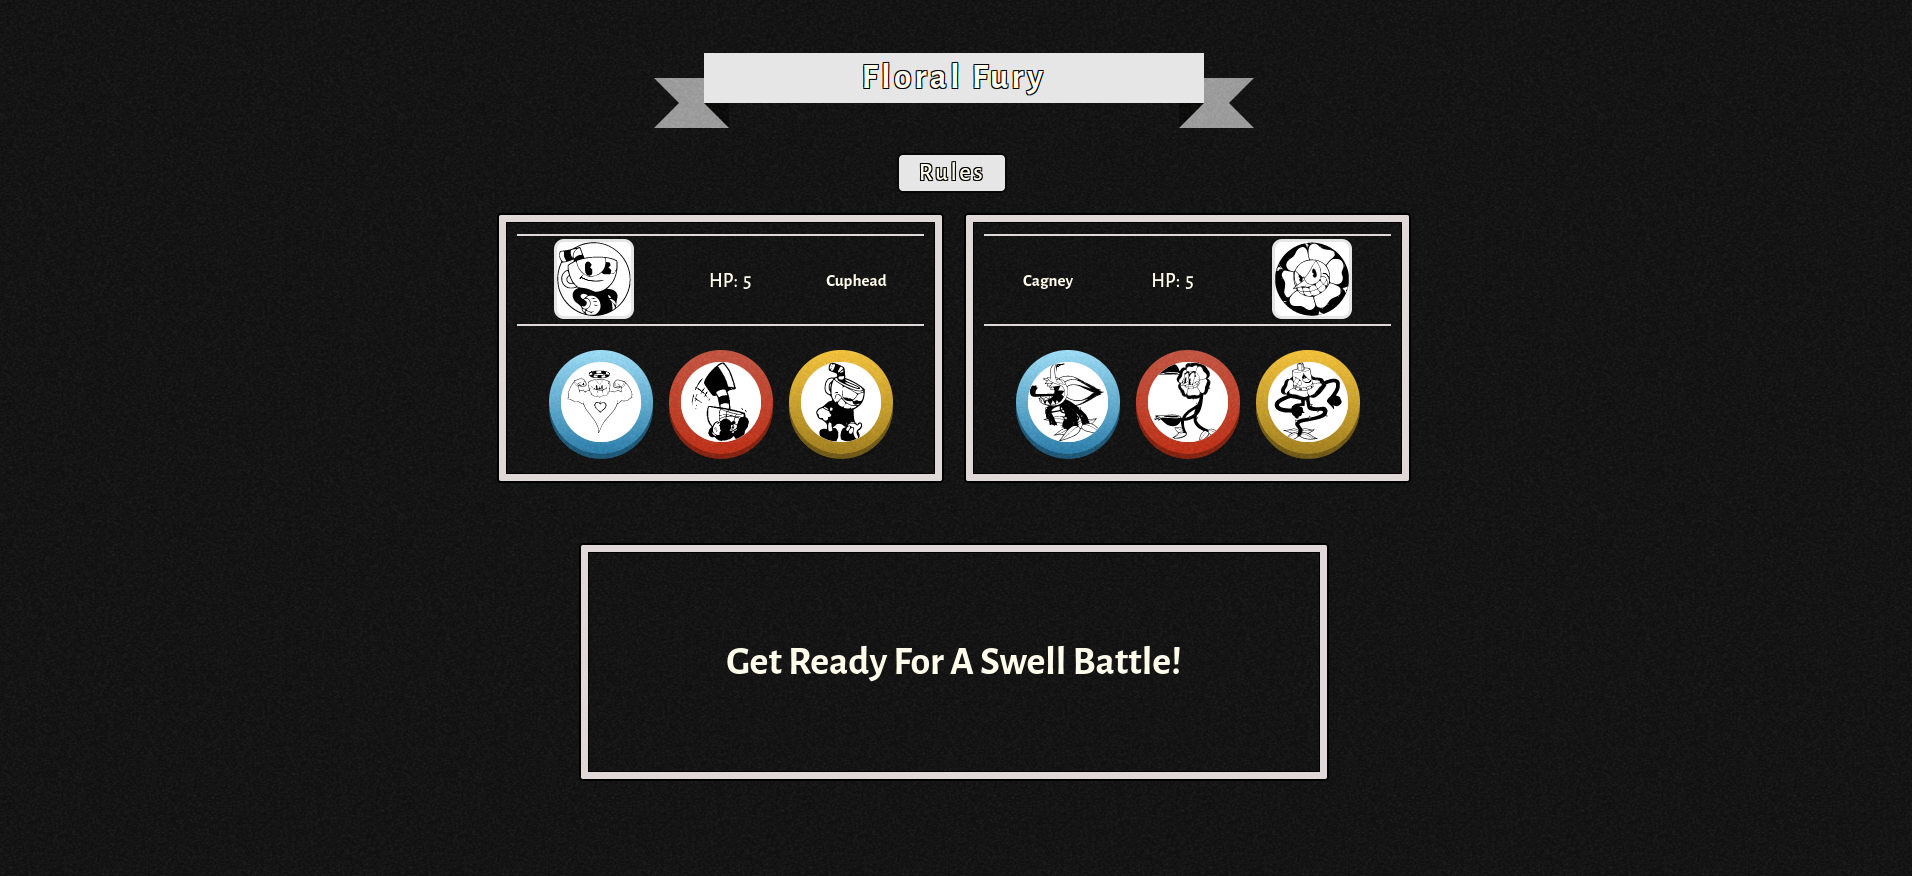 Floral Fury
Rules
HP: 5
Cuphead
Cagney
HP: 5
Get Ready For A Swell Battle!